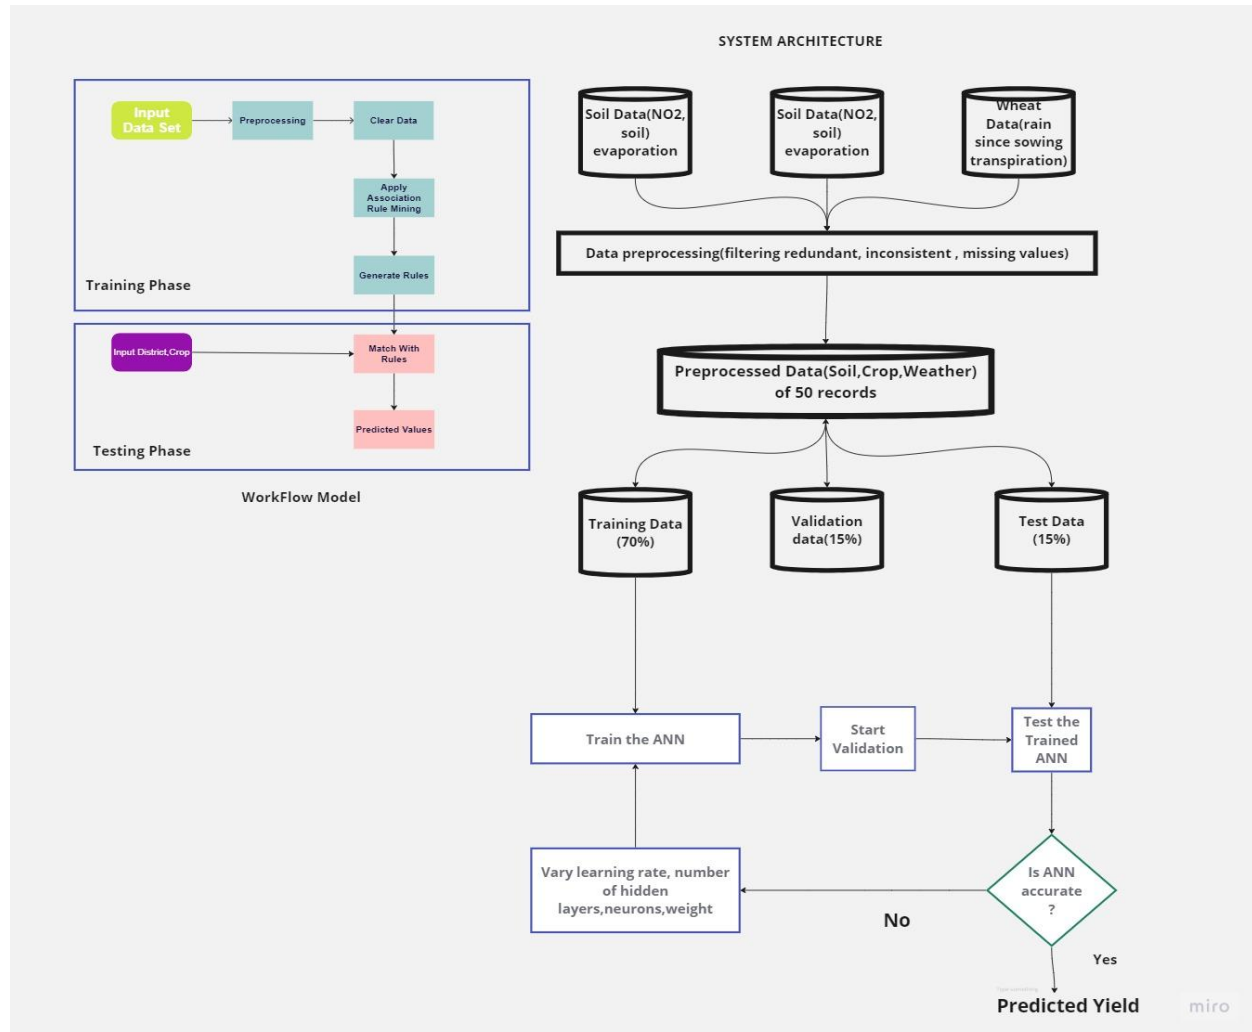 SYSTEM ARCHITECTURE
Input
Data Set
Preprocessing
Clear Data
Apply
Association
Rule Mining
Generate Rules
Training Phase
Input District,Crop
Match With
Rules
Predicted Values
Testing Phase
WorkFlow Model
Soil Data(NO2,
soil)
evaporation
Soil Data(NO2,
soil)
evaporation
Wheat
Data(rain
since sowing
transpiration)
Data preprocessing(filtering redundant, inconsistent , missing values)
Preprocessed Data(Soil,Crop,Weather)
of 50 records
Training Data
(70%)
Validation
data(15%)
Test Data
(15%)
Train the ANN
Start
Validation
Test the
Trained
ANN
Vary learning rate, number
of hidden
layers,neurons,weight
Is ANN
accurate
?
No
Yes
Predicted Yield
miro